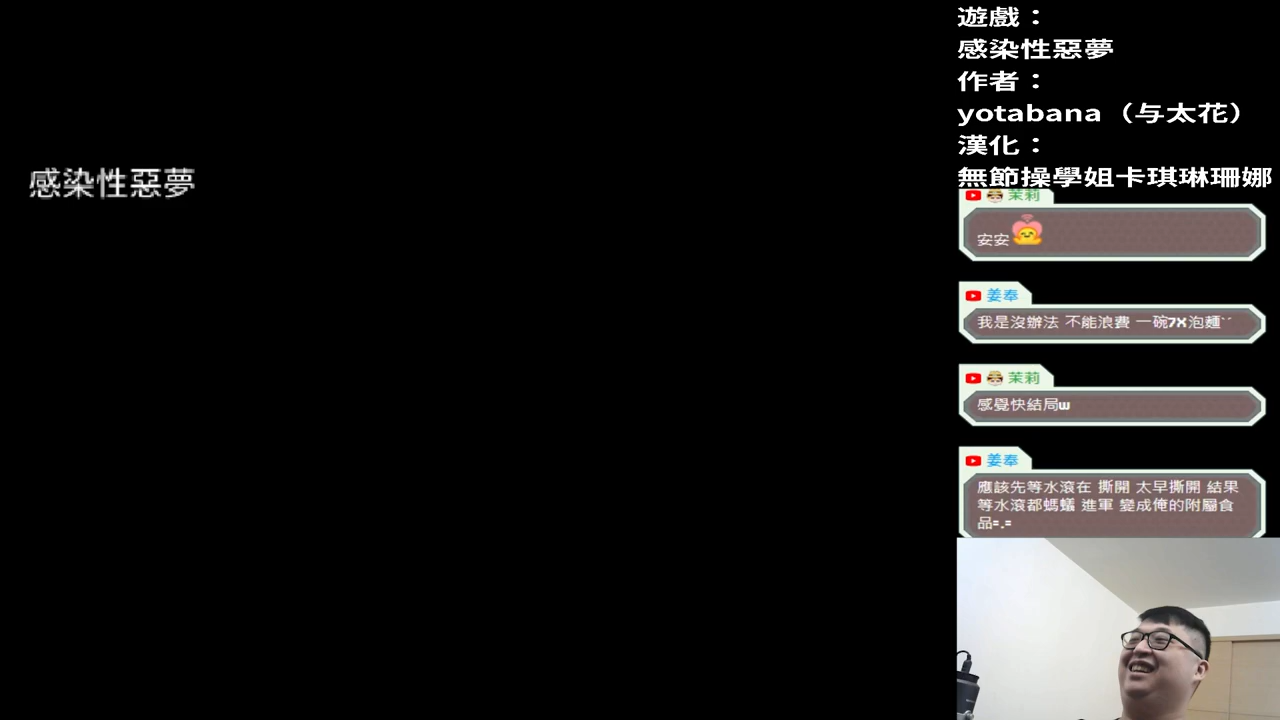 感染性惡夢
遊戲：
感染性惡夢
作者：
yotabana（与太花）
漢化：
無節操學姐卡琪琳珊娜
茉莉
安安
姜奉
我是沒辦法 不能浪費 一碗7X泡麵ˊˊ
茉莉
感覺快結局w
姜奉
應該先等水滾在 撕開 太早撕開 結果
等水滾都螞蟻 進軍 變成俺的附屬食
品=.=